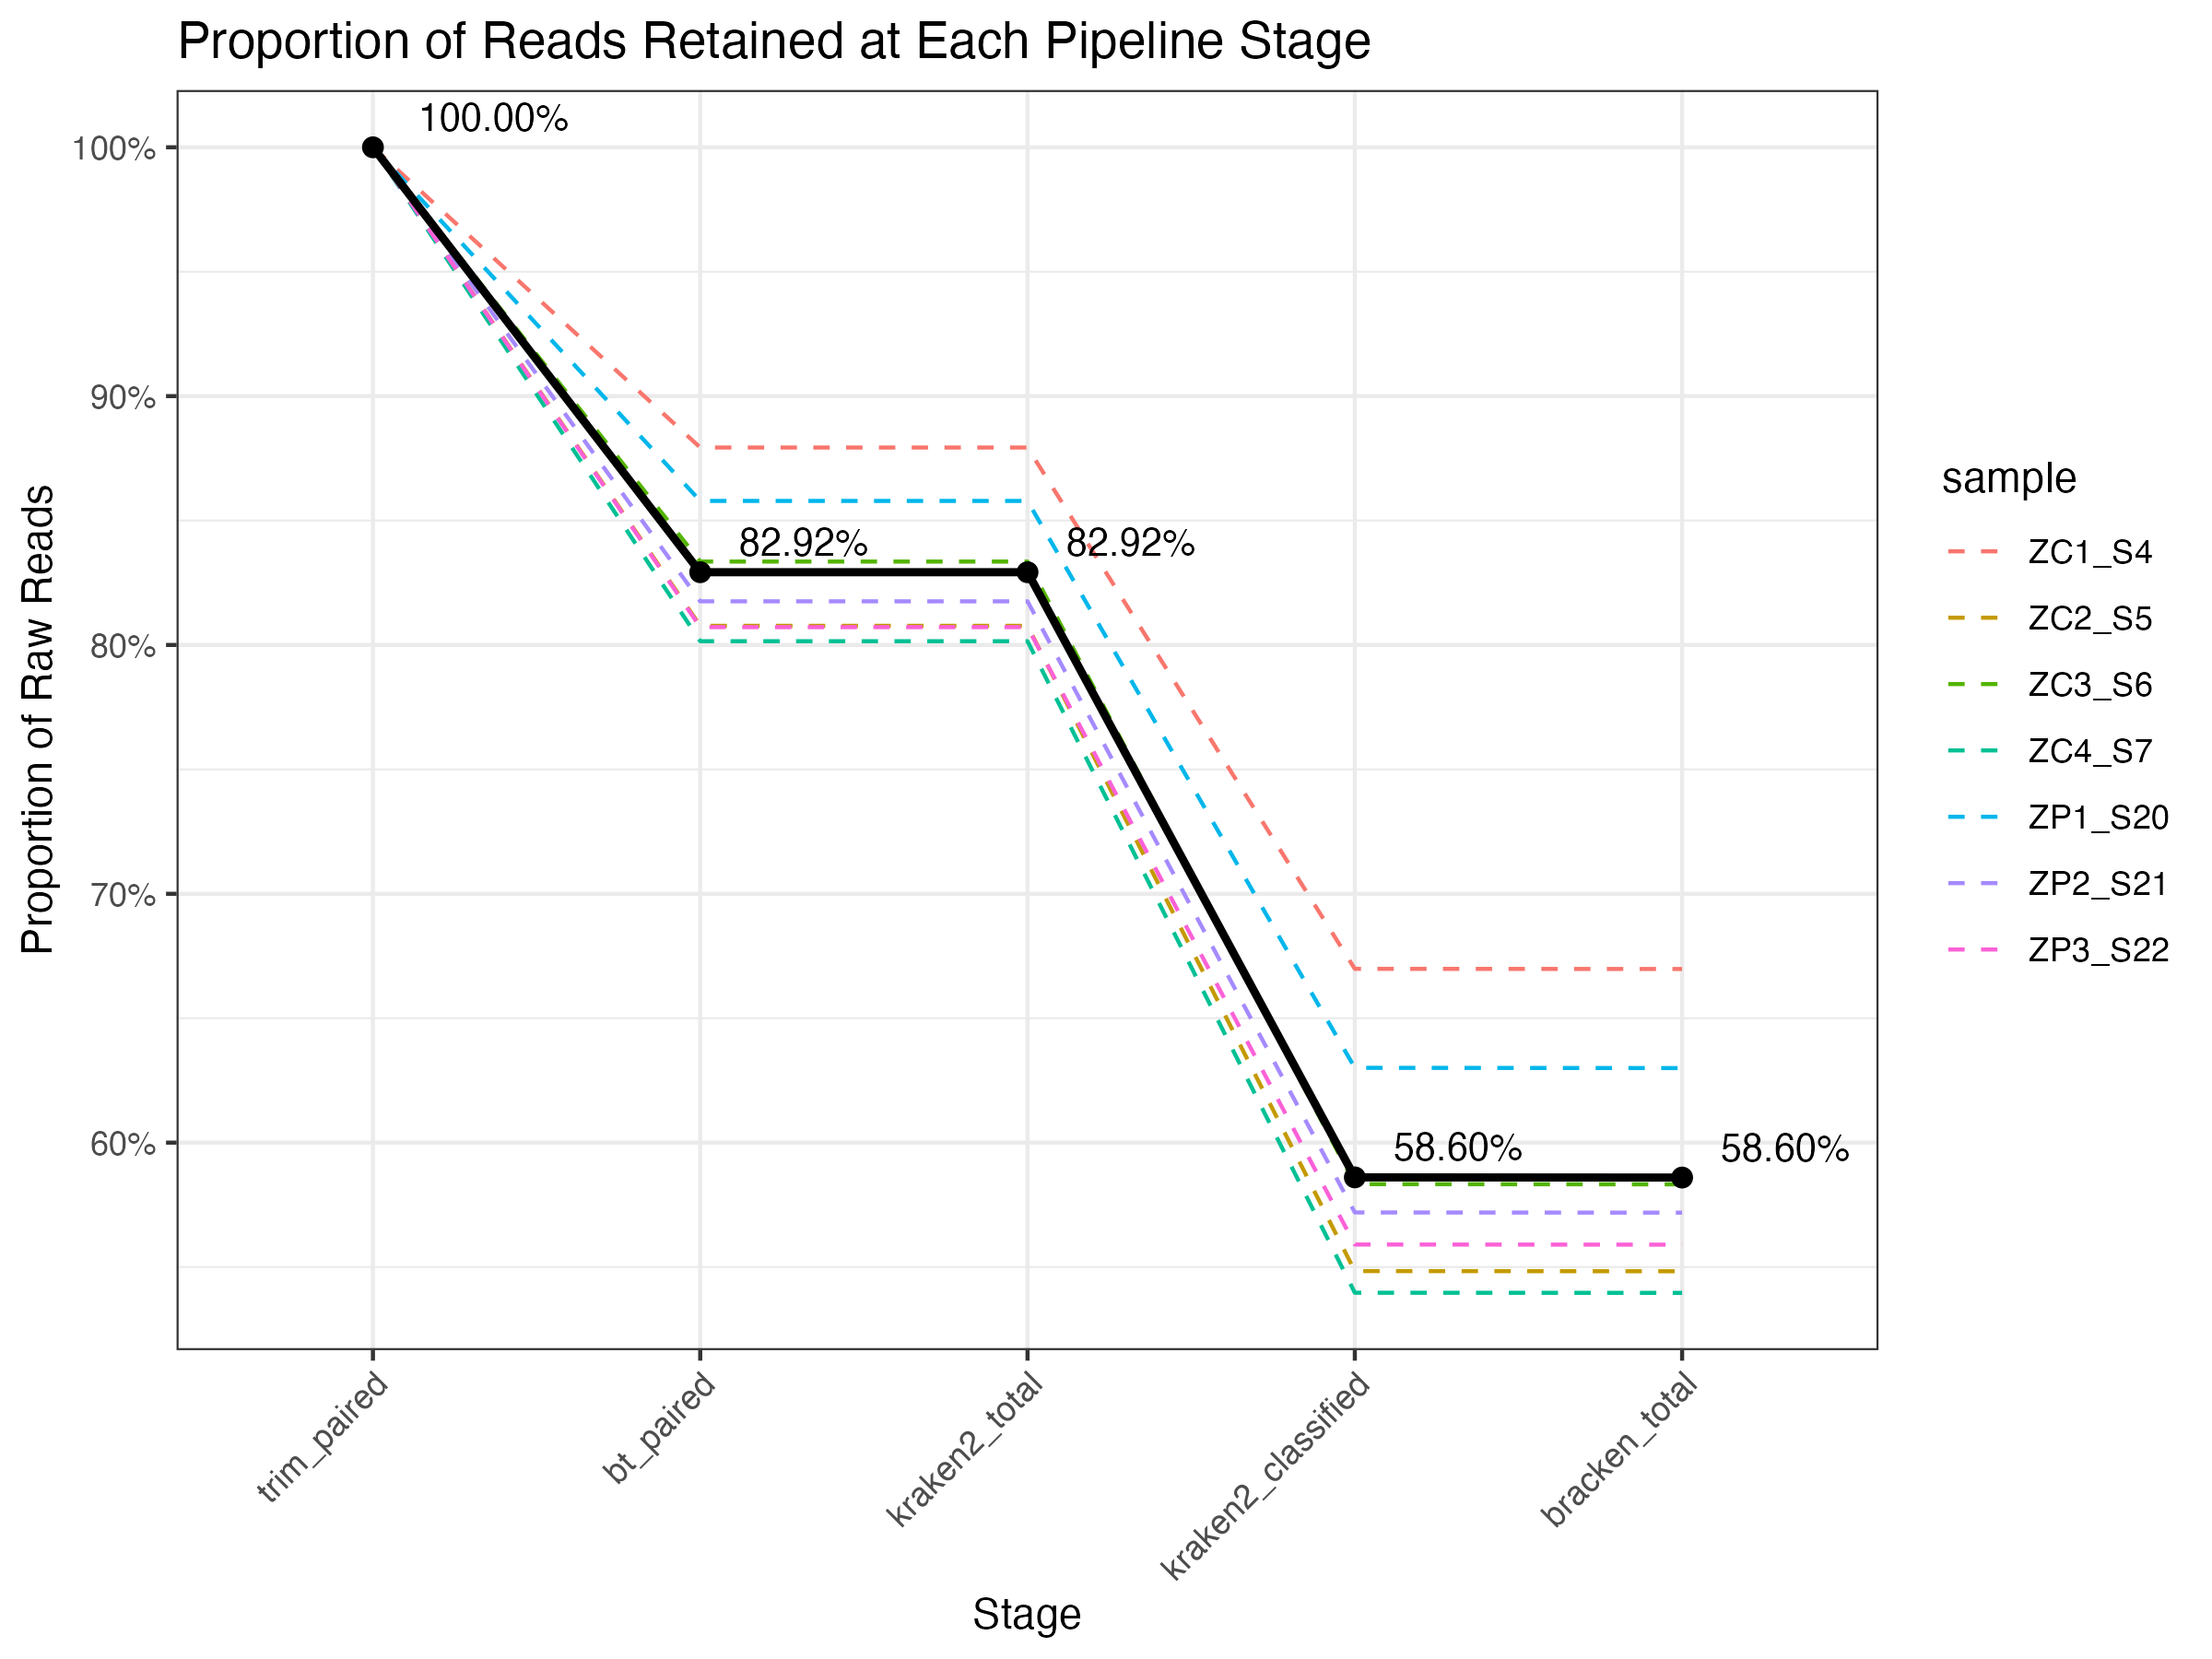 Proportion of Reads Retained at Each Pipeline Stage
Proportion of Raw Reads
100%
90%
80%
70%
60%
100.00%
82.92%
82.92%
58.60%
58.60%
trim_paired
bt_paired
kraken2_total
kraken2_classified
bracken_total
Stage
sample
ZC1_S4
ZC2_S5
ZC3_S6
ZC4_S7
ZP1_S20
ZP2_S21
ZP3_S22